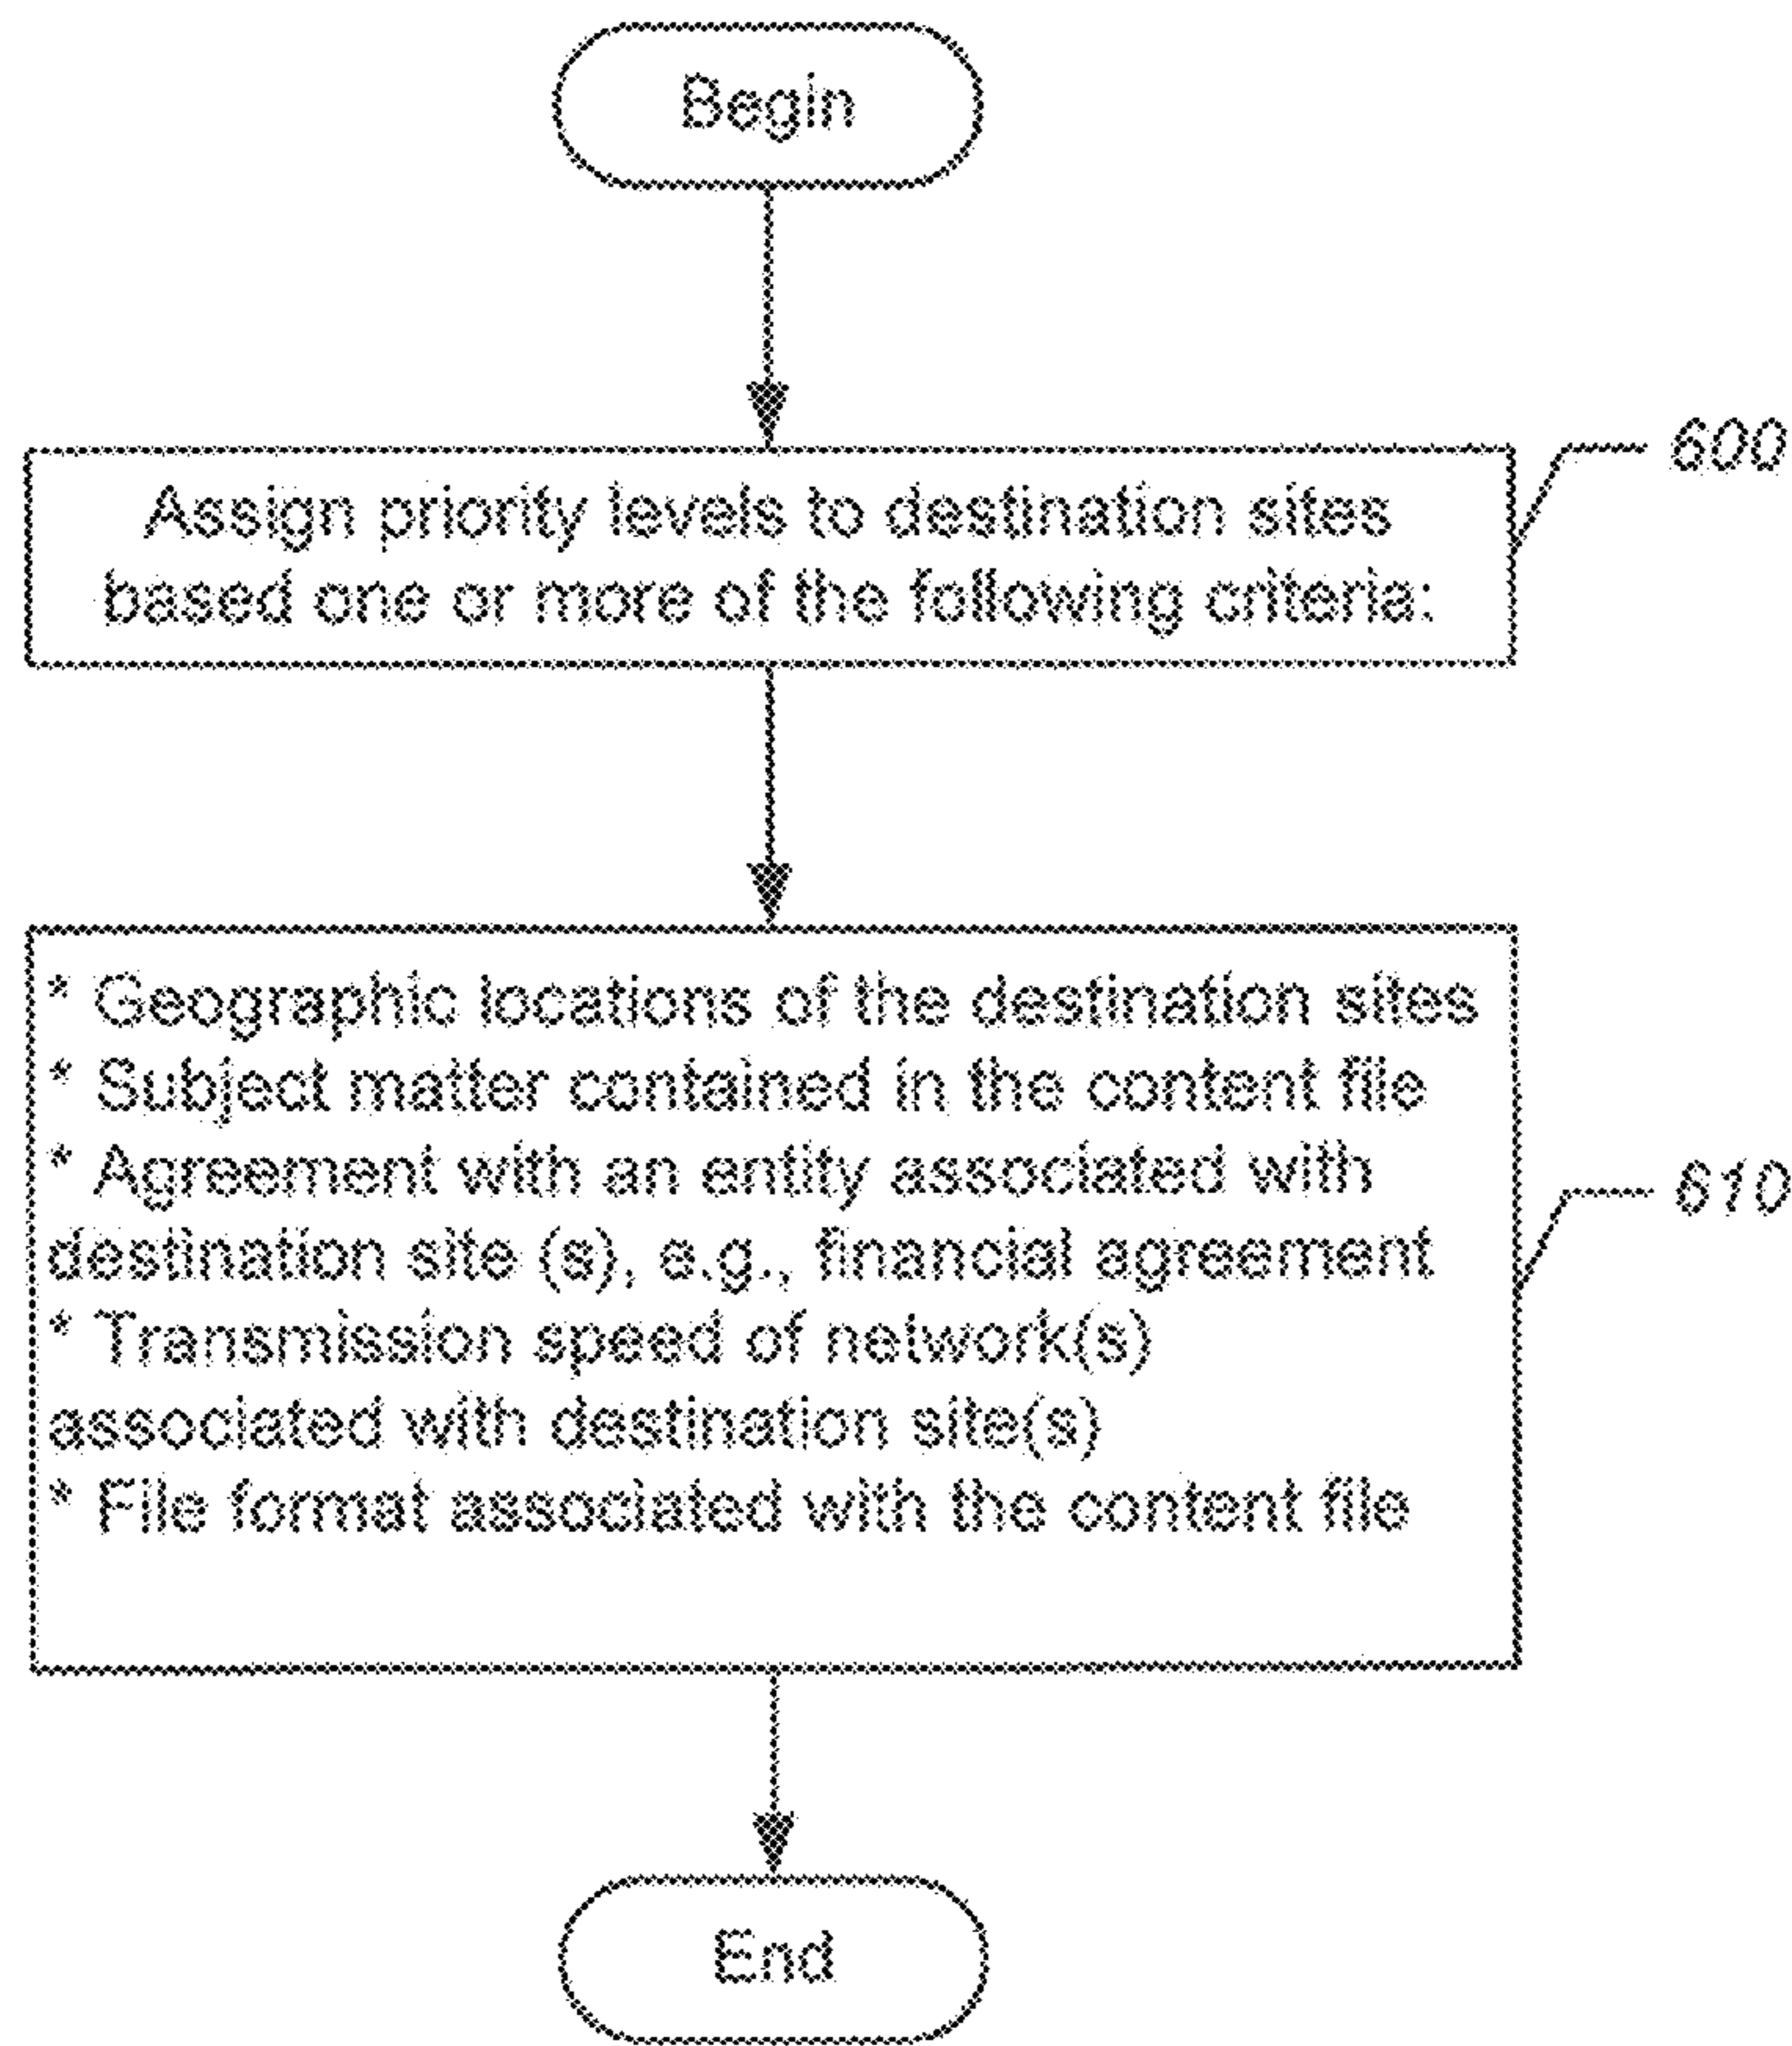 Begin
Assign priority levels to destination sites
based one or more of the following criteria:
600
* Geographic locations of the destination sites
* Subject matter contained in the content file
* Agreement with an entity associated with
destination site (s), e.g., financial agreement
* Transmission speed of network(s)
associated with destination site(s)
* File format associated with the content file
610
End